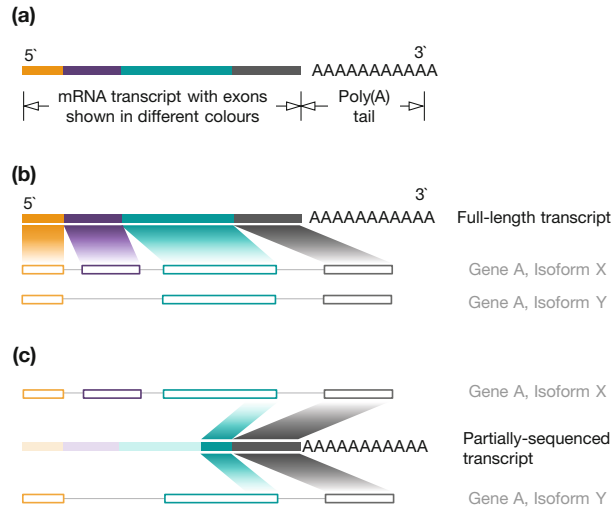 (a)
5`
3`
AAAAAAAAAAA
mRNA transcript with exons
shown in different colours
Poly(A)
tail
(b)
5`
3`
AAAAAAAAAAA
Full-length transcript
Gene A, Isoform X
Gene A, Isoform Y
(c)
Gene A, Isoform X
AAAAAAAAAAA
Partially-sequenced
transcript
Gene A, Isoform Y